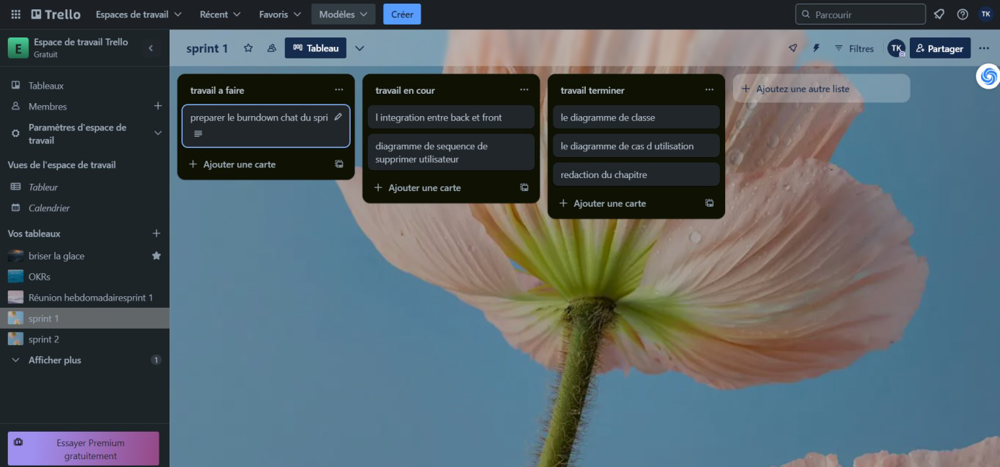 Trello Espaces de travail Récent Favoris Modèles Créer Parcourir TK
E Espace de travail Trello
Gratuit
sprint 1 Tableau Filtres TK Partager
Tableaux
Membres
Paramètres d'espace de
travail
Vues de l'espace de travail
Tableur
Calendrier
Vos tableaux
briser la glace
OKRs
Réunion hebdomadairesprint 1
sprint 1
sprint 2
Afficher plus 1
Essayer Premium
gratuitement
travail a faire
preparer le burndown chat du spri
Ajouter une carte
travail en cour
l integration entre back et front
diagramme de sequence de
supprimer utilisateur
Ajouter une carte
travail terminer
le diagramme de classe
le diagramme de cas d utilisation
redaction du chapitre
Ajouter une carte
Ajoutez une autre liste